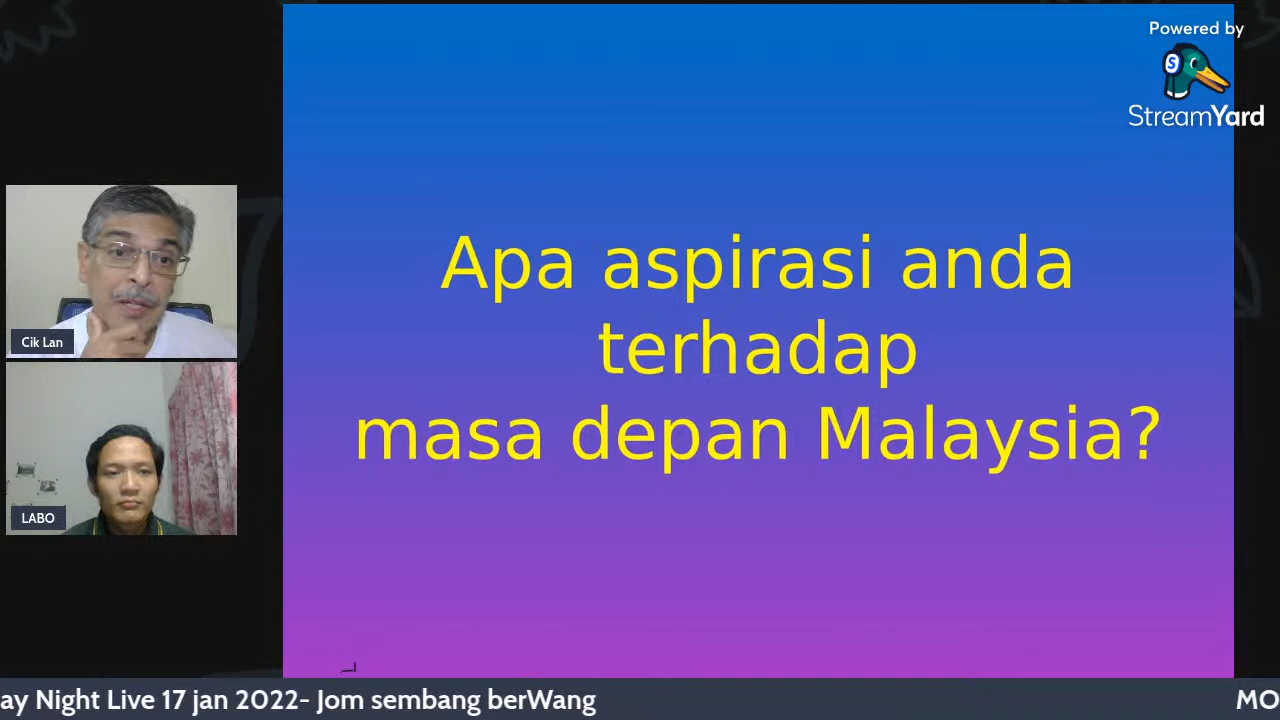 Powered by
StreamYard
Apa aspirasi anda
terhadap
masa depan Malaysia?
Cik Lan
LABO
ay Night Live 17 jan 2022- Jom sembang berWang
MO